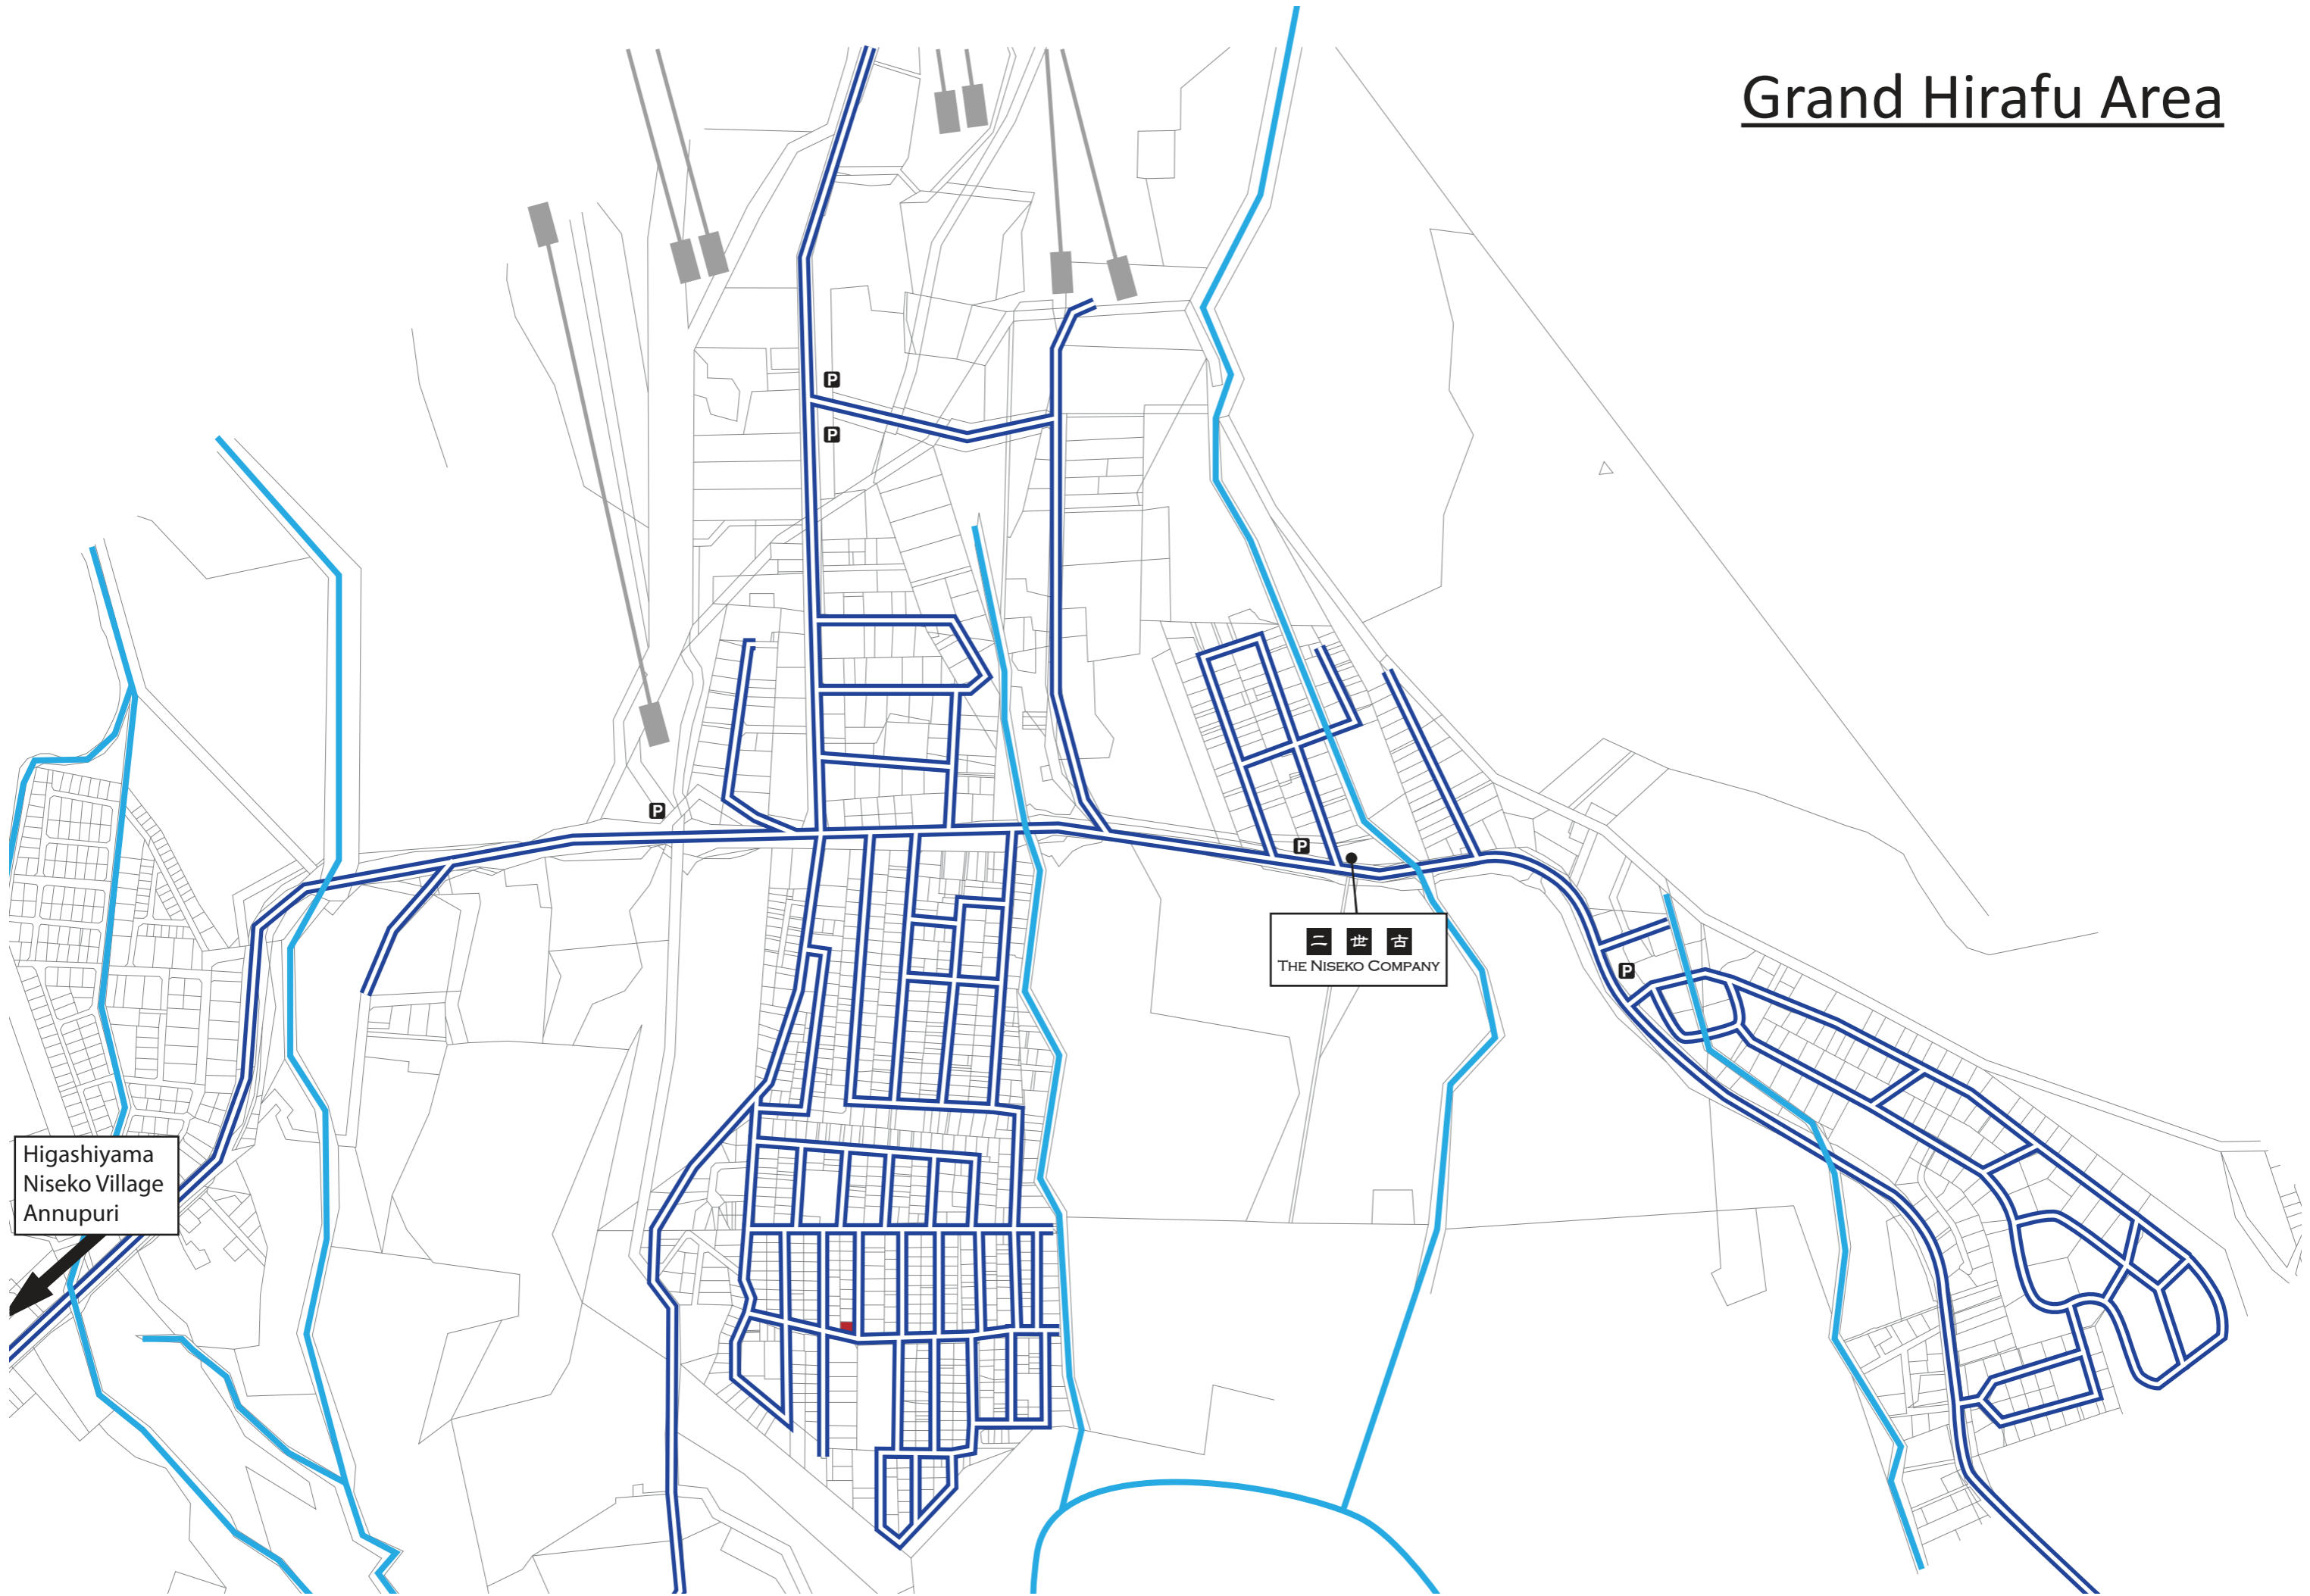 Grand Hirafu Area
P
P
P
P
二世古
THE NISEKO COMPANY
P
Higashiyama
Niseko Village
Annupuri